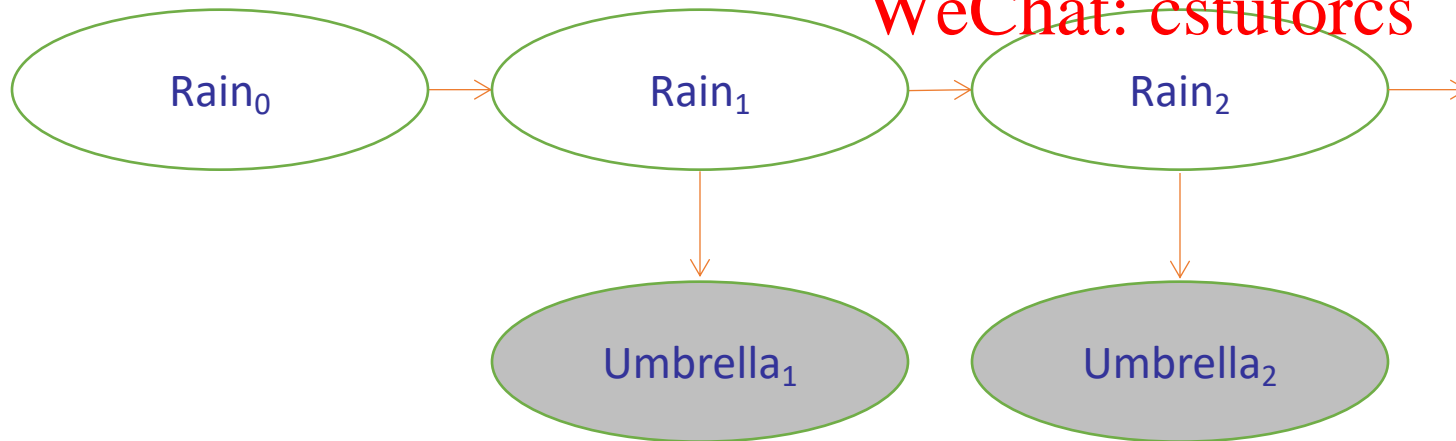 WeChat: cstutorcs
Rain₀
Rain₁
Rain₂
Umbrella₁
Umbrella₂